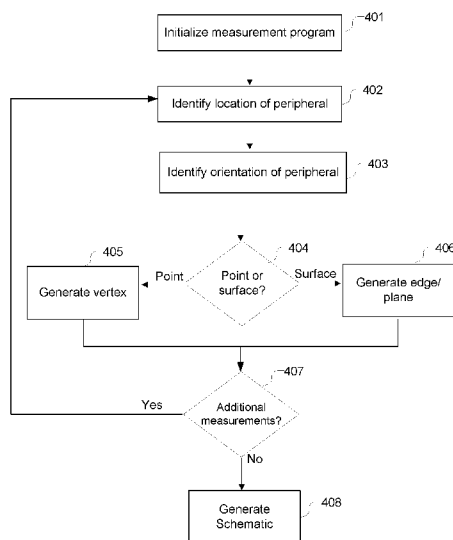 401
Initialize measurement program
402
Identify location of peripheral
403
Identify orientation of peripheral
404
405
406
Point or
surface?
Point
Surface
Generate vertex
Generate edge/
plane
407
Additional
measurements?
Yes
No
408
Generate
Schematic